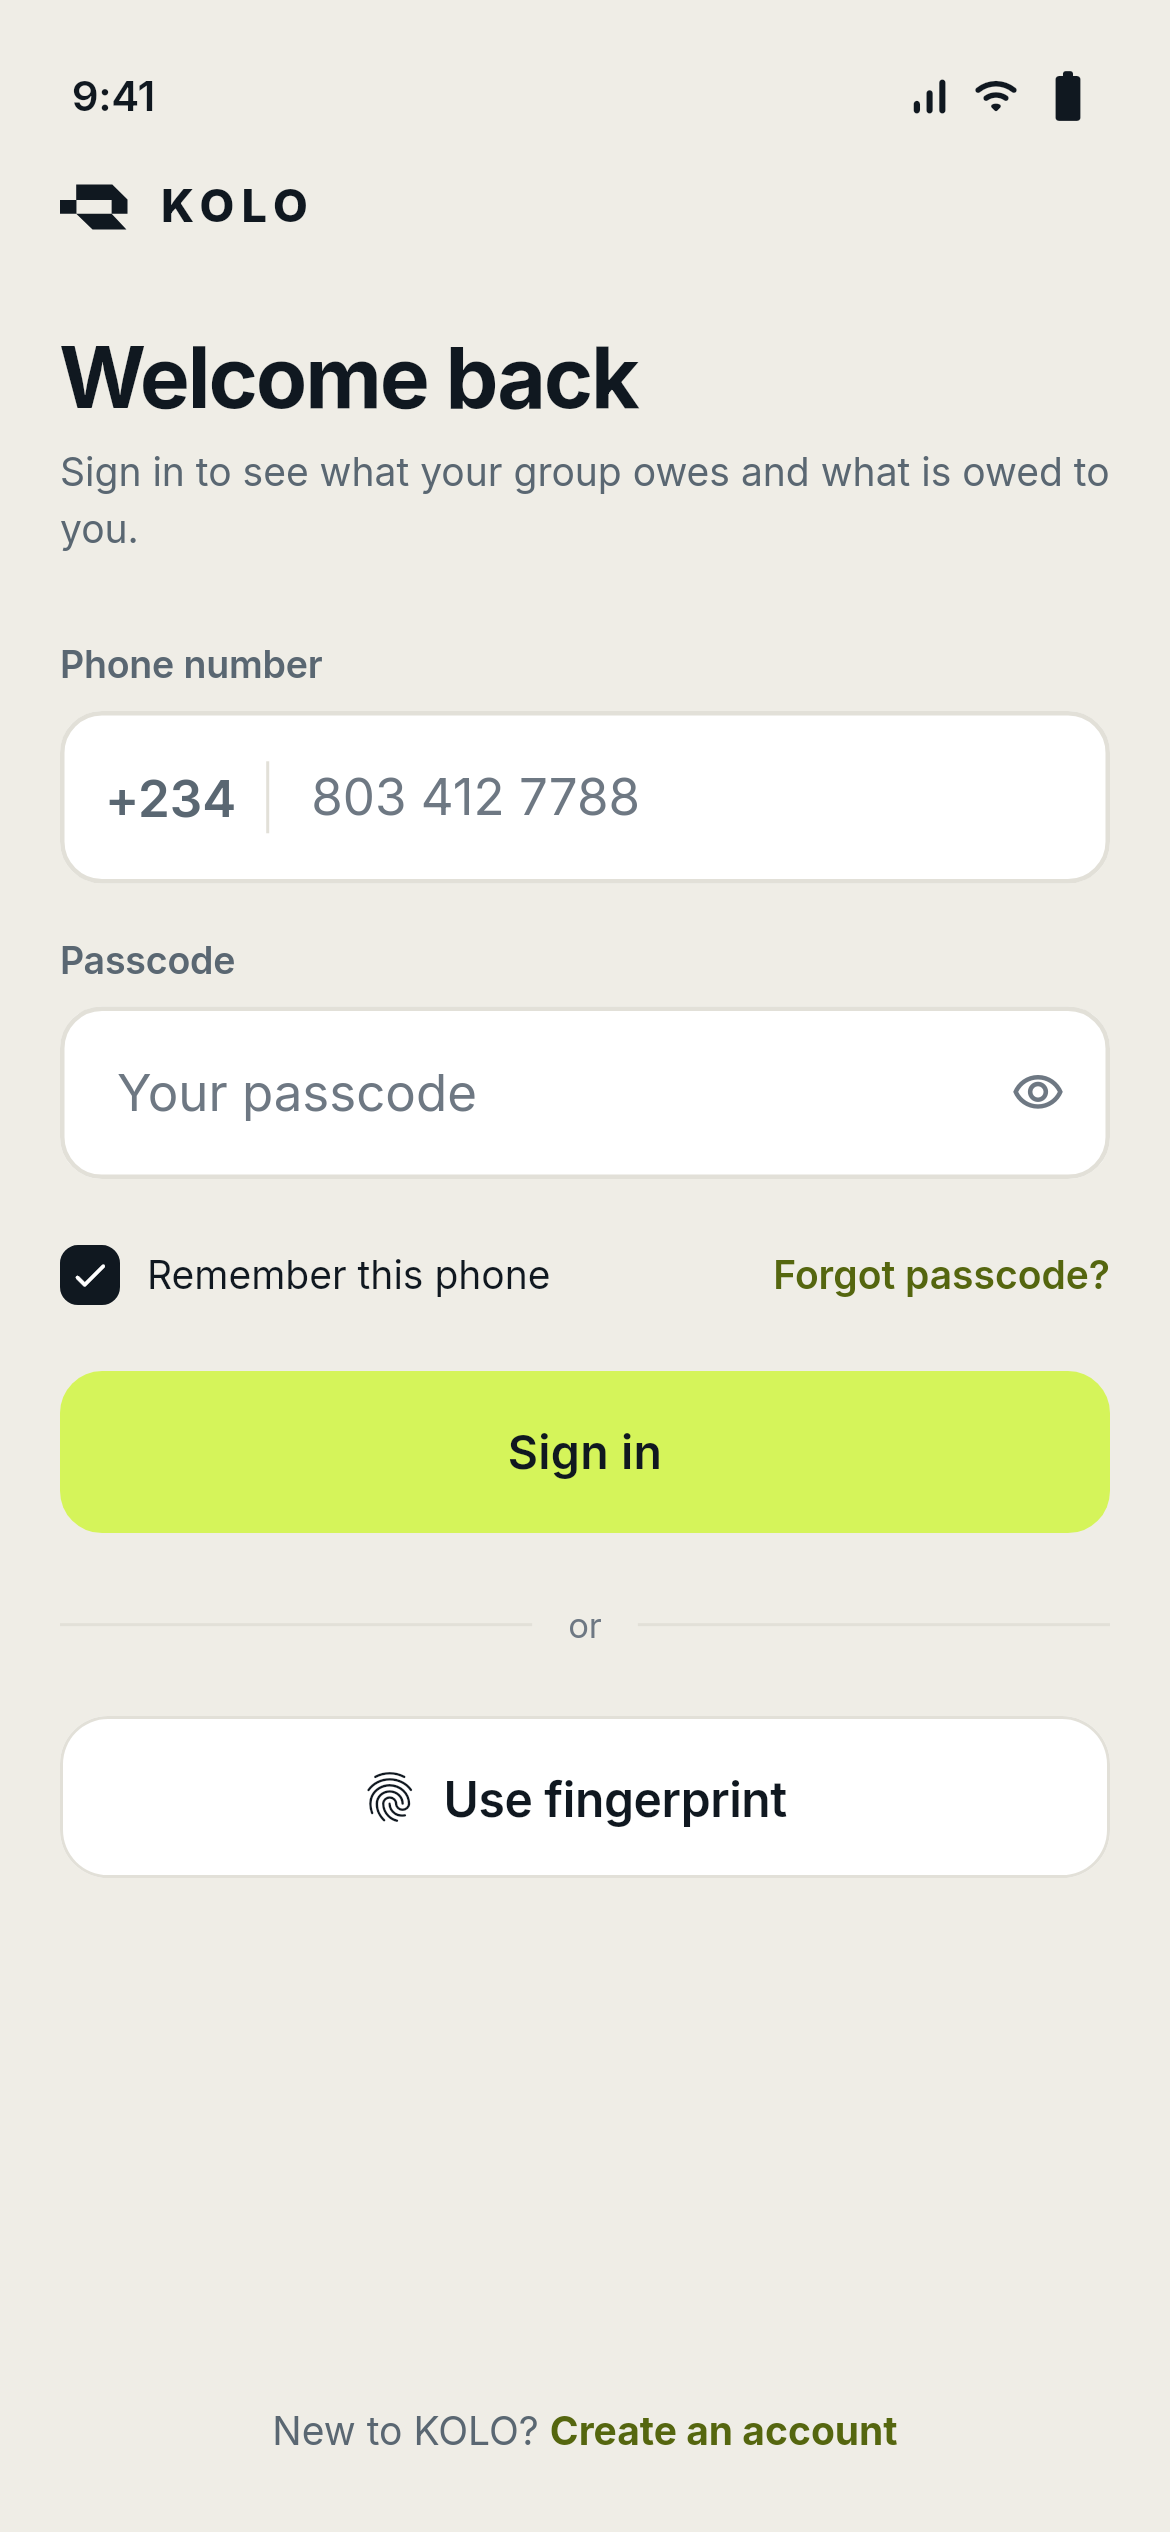 9:41
KOLO
Welcome back
Sign in to see what your group owes and what is owed to
you.
Phone number
+234 803 412 7788
Passcode
Your passcode
Remember this phone Forgot passcode?
Sign in
or
Use fingerprint
New to KOLO? Create an account